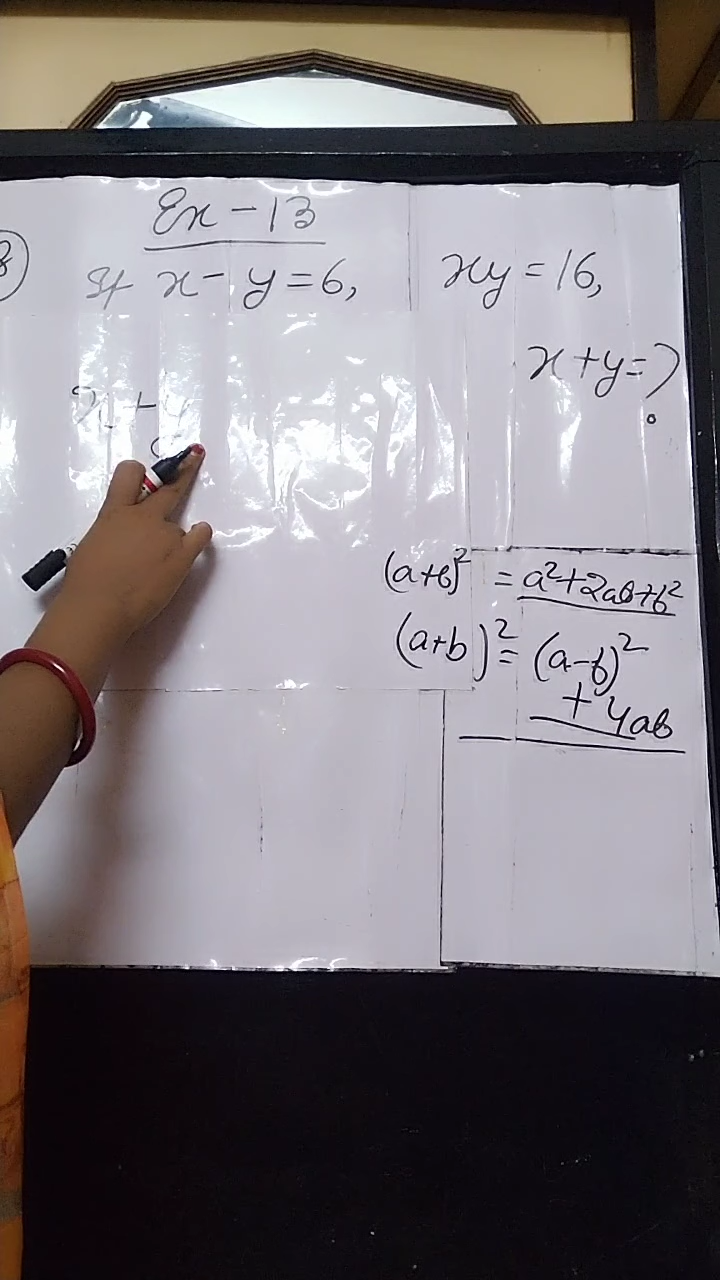 Ex-13
If x - y = 6, xy = 16,
x + y = ?
x + y
(a+b)² = a²+2ab+b²
(a+b)² = (a-b)²
+ 4ab